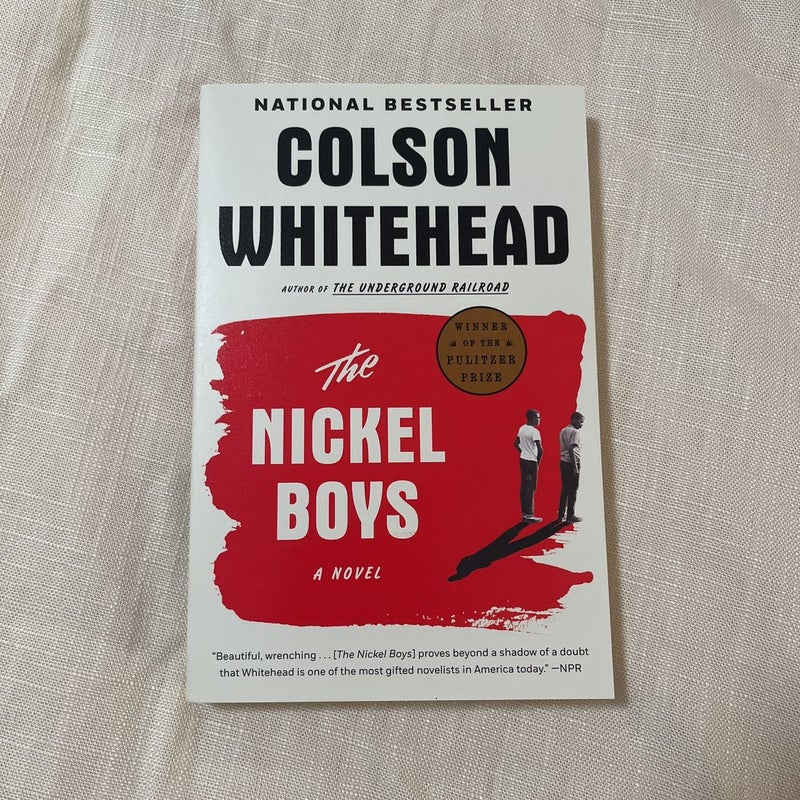 NATIONAL BESTSELLER
COLSON
WHITEHEAD
AUTHOR OF THE UNDERGROUND RAILROAD
WINNER
OF THE
PULITZER
PRIZE
The
NICKEL
BOYS
A NOVEL
“Beautiful, wrenching . . . [The Nickel Boys] proves beyond a shadow of a doubt
that Whitehead is one of the most gifted novelists in America today.” —NPR